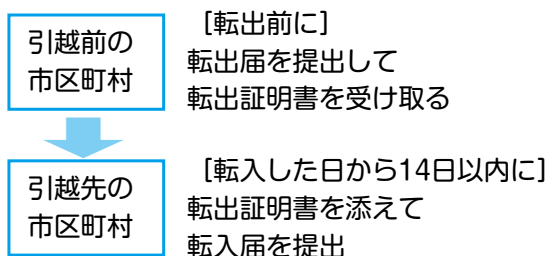 引越前の
市区町村
［転出前に］
転出届を提出して
転出証明書を受け取る
引越先の
市区町村
［転入した日から14日以内に］
転出証明書を添えて
転入届を提出